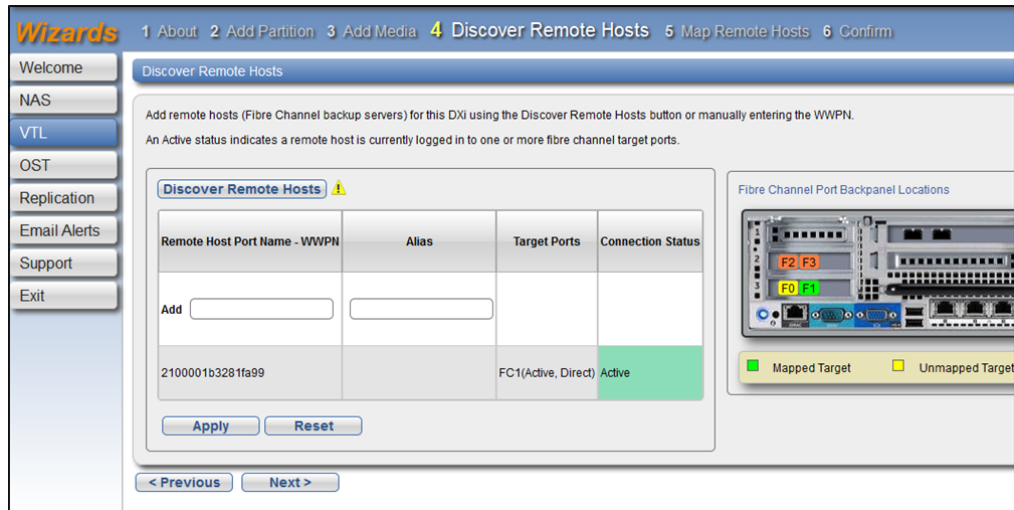 Wizards
1 About 2 Add Partition 3 Add Media 4 Discover Remote Hosts 5 Map Remote Hosts 6 Confirm
Welcome
NAS
VTL
OST
Replication
Email Alerts
Support
Exit
Discover Remote Hosts
Add remote hosts (Fibre Channel backup servers) for this DXi using the Discover Remote Hosts button or manually entering the WWPN.
An Active status indicates a remote host is currently logged in to one or more fibre channel target ports.
Discover Remote Hosts
Remote Host Port Name - WWPN Alias Target Ports Connection Status
Add
2100001b3281fa99 FC1(Active, Direct) Active
Apply Reset
Fibre Channel Port Backpanel Locations
1
2 F2 F3
3 F0 F1
Mapped Target Unmapped Target
< Previous Next >